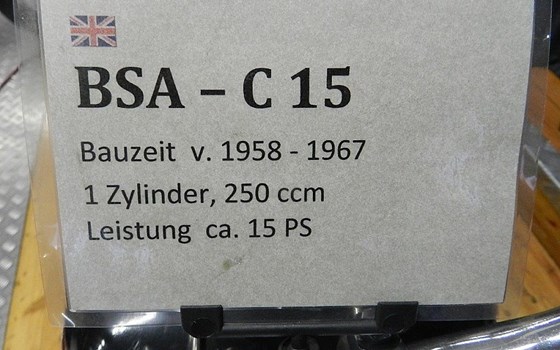 BSA – C 15
Bauzeit v. 1958 - 1967
1 Zylinder, 250 ccm
Leistung ca. 15 PS